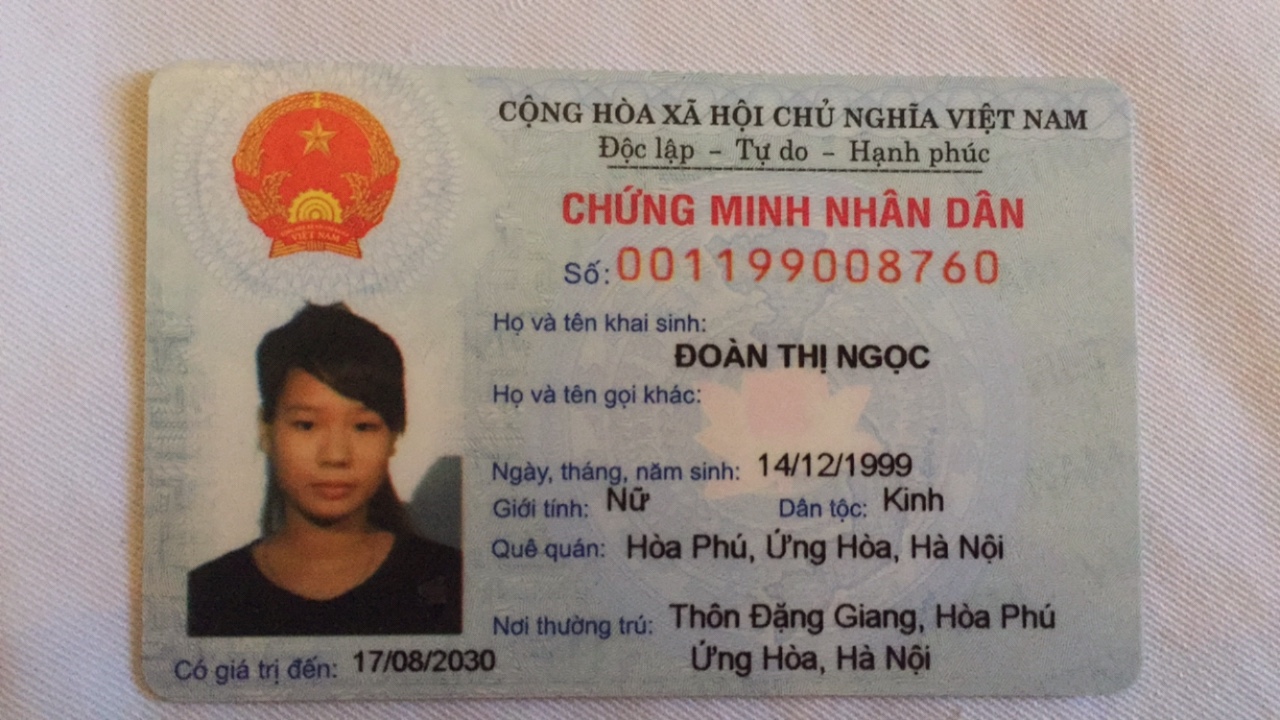 CỘNG HÒA XÃ HỘI CHỦ NGHĨA VIỆT NAM
Độc lập – Tự do – Hạnh phúc
CHỨNG MINH NHÂN DÂN
Số: 001199008760
Họ và tên khai sinh:
ĐOÀN THỊ NGỌC
Họ và tên gọi khác:
Ngày, tháng, năm sinh: 14/12/1999
Giới tính: Nữ Dân tộc: Kinh
Quê quán: Hòa Phú, Ứng Hòa, Hà Nội
Nơi thường trú: Thôn Đặng Giang, Hòa Phú
Ứng Hòa, Hà Nội
Có giá trị đến: 17/08/2030
VIỆT NAM